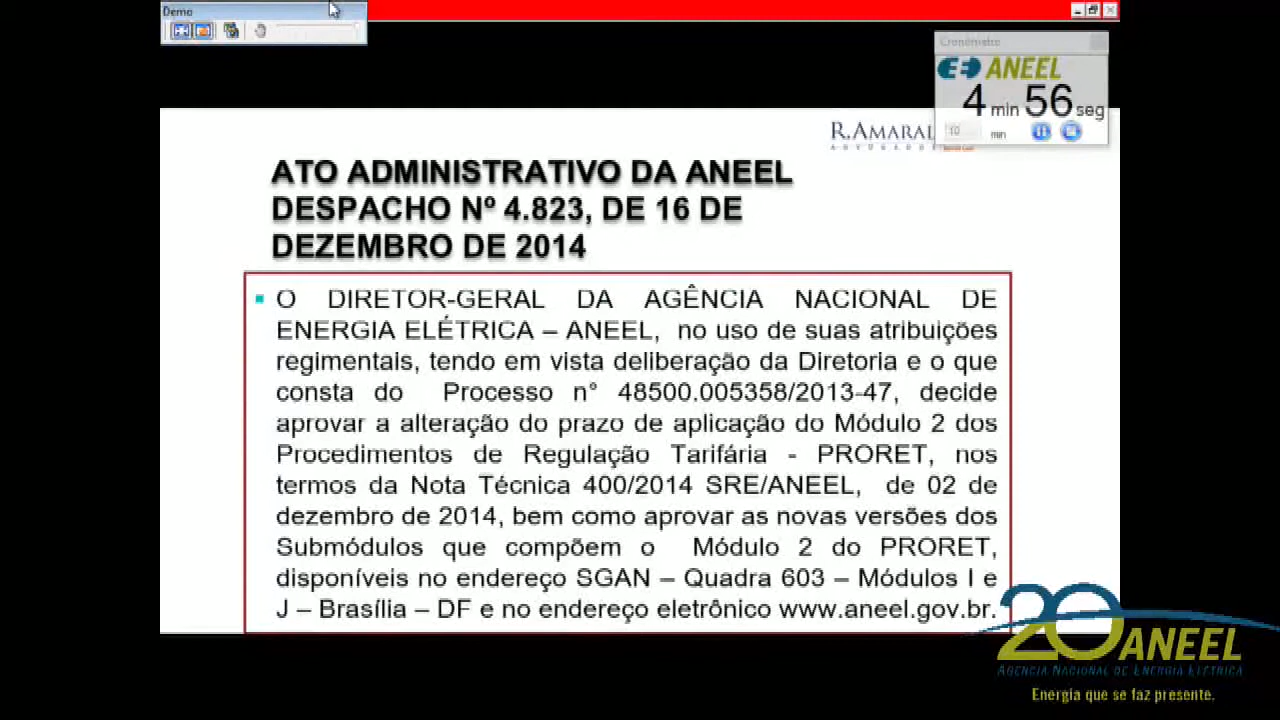 Demo
Cronômetro
ANEEL
4 min 56 seg
10 min
R.AMARAL
ADVOGADOS
ATO ADMINISTRATIVO DA ANEEL
DESPACHO Nº 4.823, DE 16 DE
DEZEMBRO DE 2014
O DIRETOR-GERAL DA AGÊNCIA NACIONAL DE
ENERGIA ELÉTRICA – ANEEL, no uso de suas atribuições
regimentais, tendo em vista deliberação da Diretoria e o que
consta do Processo n° 48500.005358/2013-47, decide
aprovar a alteração do prazo de aplicação do Módulo 2 dos
Procedimentos de Regulação Tarifária - PRORET, nos
termos da Nota Técnica 400/2014 SRE/ANEEL, de 02 de
dezembro de 2014, bem como aprovar as novas versões dos
Submódulos que compõem o Módulo 2 do PRORET,
disponíveis no endereço SGAN – Quadra 603 – Módulos I e
J – Brasília – DF e no endereço eletrônico www.aneel.gov.br.
20 ANEEL
AGÊNCIA NACIONAL DE ENERGIA ELÉTRICA
Energia que se faz presente.